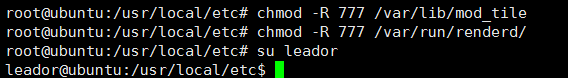 root@ubuntu:/usr/local/etc# chmod -R 777 /var/lib/mod_tile
root@ubuntu:/usr/local/etc# chmod -R 777 /var/run/renderd/
root@ubuntu:/usr/local/etc# su leador
leador@ubuntu:/usr/local/etc$